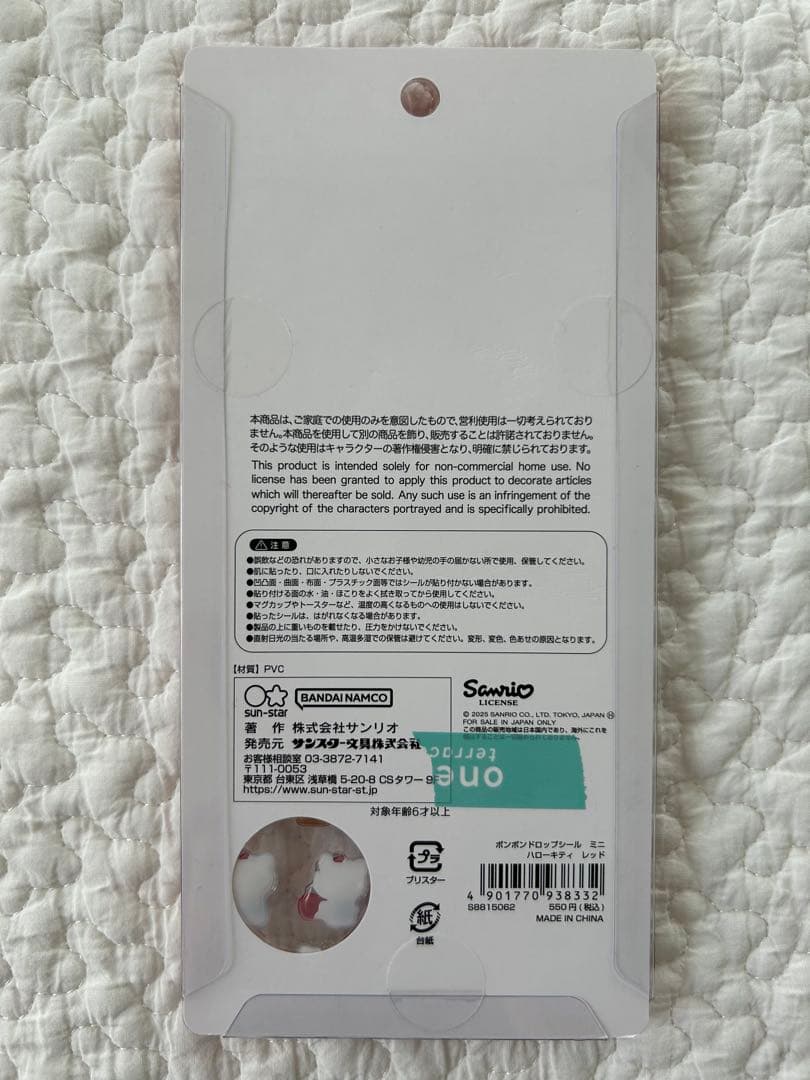 本商品は、ご家庭での使用のみを意図したもので、営利使用は一切考えられており
ません。本商品を使用して別の商品を飾り、販売することは許諾されておりません。
そのような使用はキャラクターの著作権侵害となり、明確に禁じられております。
This product is intended solely for non-commercial home use. No
license has been granted to apply this product to decorate articles
which will thereafter be sold. Any such use is an infringement of the
copyright of the characters portrayed and is specifically prohibited.
注意
●誤飲などの恐れがありますので、小さなお子様や幼児の手の届かない所で使用、保管してください。
●肌に貼ったり、口に入れたりしないでください。
●凹凸面・曲面・布面・プラスチック面等ではシールが貼り付かない場合があります。
●貼り付ける面の水・油・ほこりをよく拭き取ってから使用してください。
●マグカップやトースターなど、温度の高くなるものへの使用はしないでください。
●貼ったシールは、はがれなくなる場合があります。
●製品の上に重いものを載せたり、圧力をかけないでください。
●直射日光の当たる場所や、高温多湿での保管は避けてください。変形、変色、色あせの原因となります。
【材質】PVC
sun-star BANDAI NAMCO
著作 株式会社サンリオ
発売元 サンスター文具株式会社
お客様相談室 03-3872-7141
〒111-0053
東京都 台東区 浅草橋 5-20-8 CSタワー 9F
https://www.sun-star-st.jp/
Sanrio
LICENSE
© 2025 SANRIO CO., LTD. TOKYO, JAPAN Ⓗ
FOR SALE IN JAPAN ONLY
この商品の販売地域は日本国内であり、海外にこれを
one
terrac
対象年齢6才以上
プラ
ブリスター
紙
台紙
ボンボンドロップシール ミニ
ハローキティ レッド
4 901770 938332
S8815062 550円(税込)
MADE IN CHINA